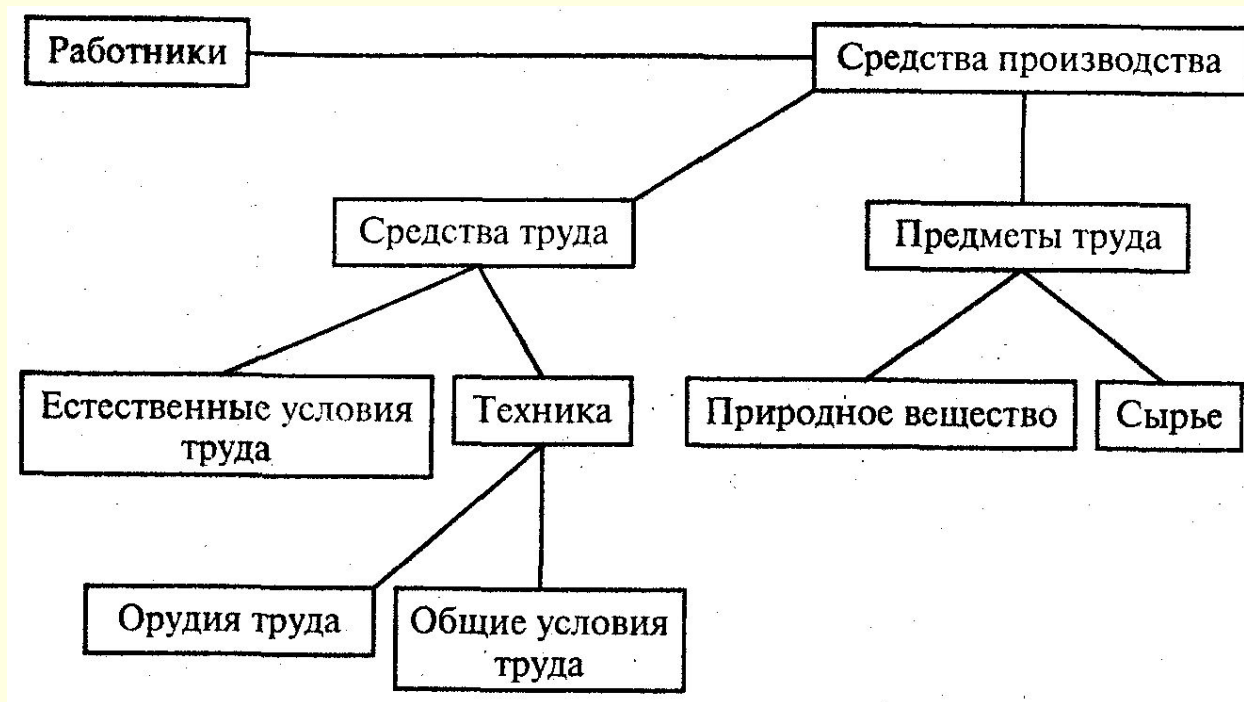 Работники
Средства производства
Средства труда
Предметы труда
Естественные условия
труда
Техника
Природное вещество
Сырье
Орудия труда
Общие условия
труда